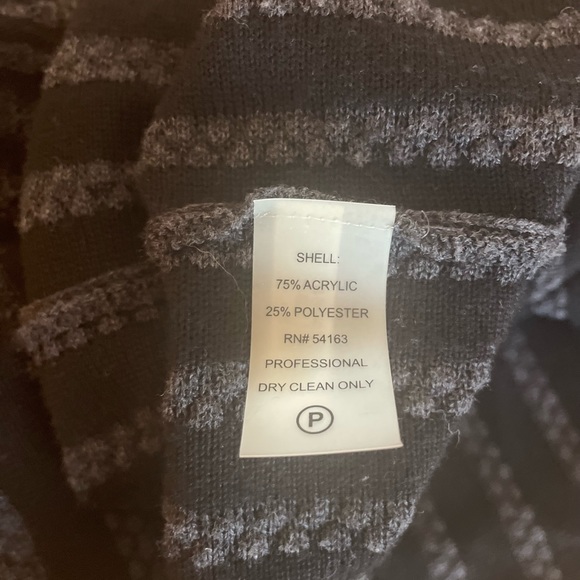 SHELL:
75% ACRYLIC
25% POLYESTER
RN# 54163
PROFESSIONAL
DRY CLEAN ONLY
P